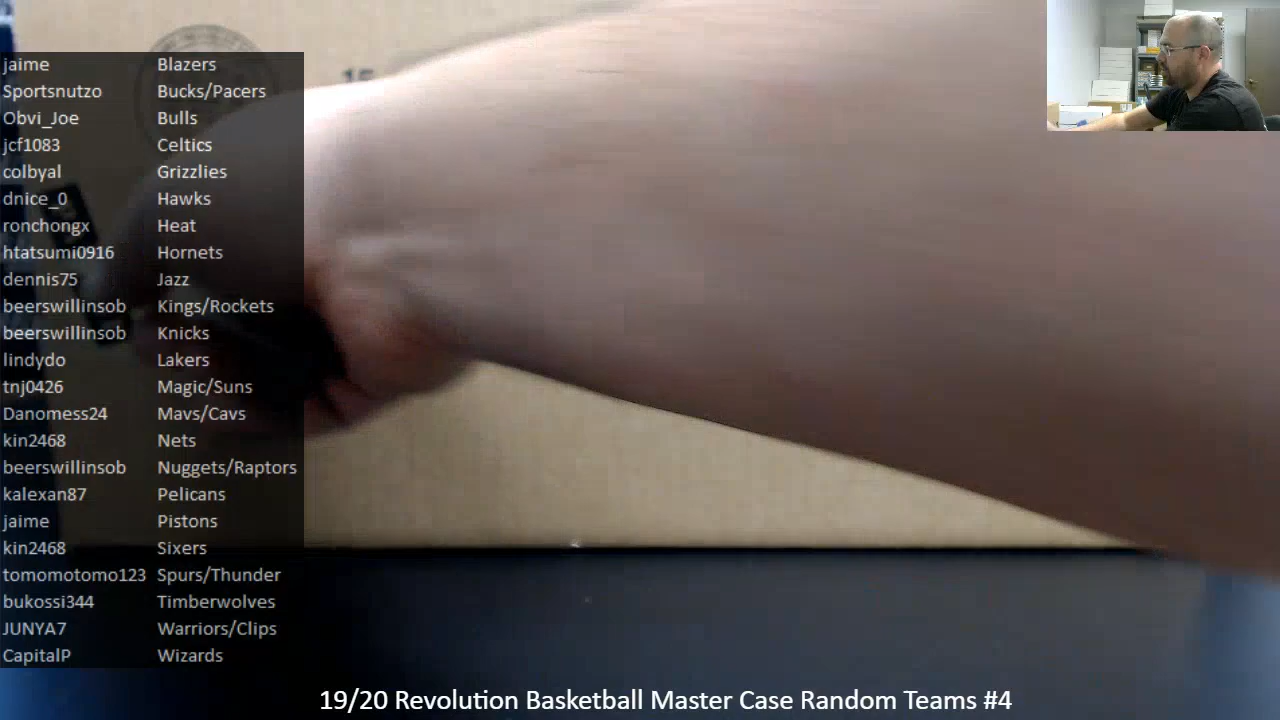 jaime Blazers
Sportsnutzo Bucks/Pacers
Obvi_Joe Bulls
jcf1083 Celtics
colbyal Grizzlies
dnice_0 Hawks
ronchongx Heat
htatsumi0916 Hornets
dennis75 Jazz
beerswillinsob Kings/Rockets
beerswillinsob Knicks
lindydo Lakers
tnj0426 Magic/Suns
Danomess24 Mavs/Cavs
kin2468 Nets
beerswillinsob Nuggets/Raptors
kalexan87 Pelicans
jaime Pistons
kin2468 Sixers
tomomotomo123 Spurs/Thunder
bukossi344 Timberwolves
JUNYA7 Warriors/Clips
CapitalP Wizards
19/20 Revolution Basketball Master Case Random Teams #4